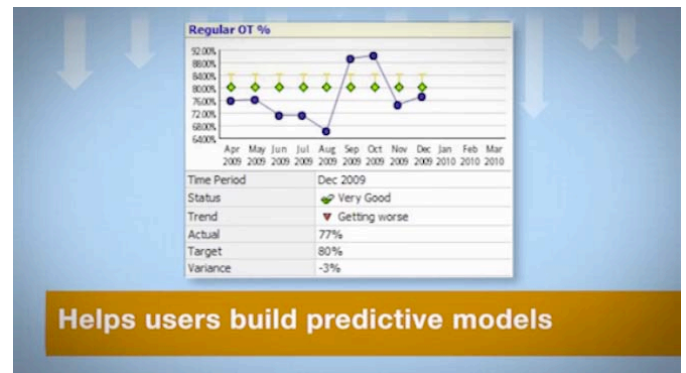 Regular OT %
92.00%
88.00%
84.00%
80.00%
76.00%
72.00%
68.00%
64.00%
Apr May Jun Jul Aug Sep Oct Nov Dec Jan Feb Mar
2009 2009 2009 2009 2009 2009 2009 2009 2009 2010 2010 2010
Time Period Dec 2009
Status Very Good
Trend Getting worse
Actual 77%
Target 80%
Variance -3%
Helps users build predictive models